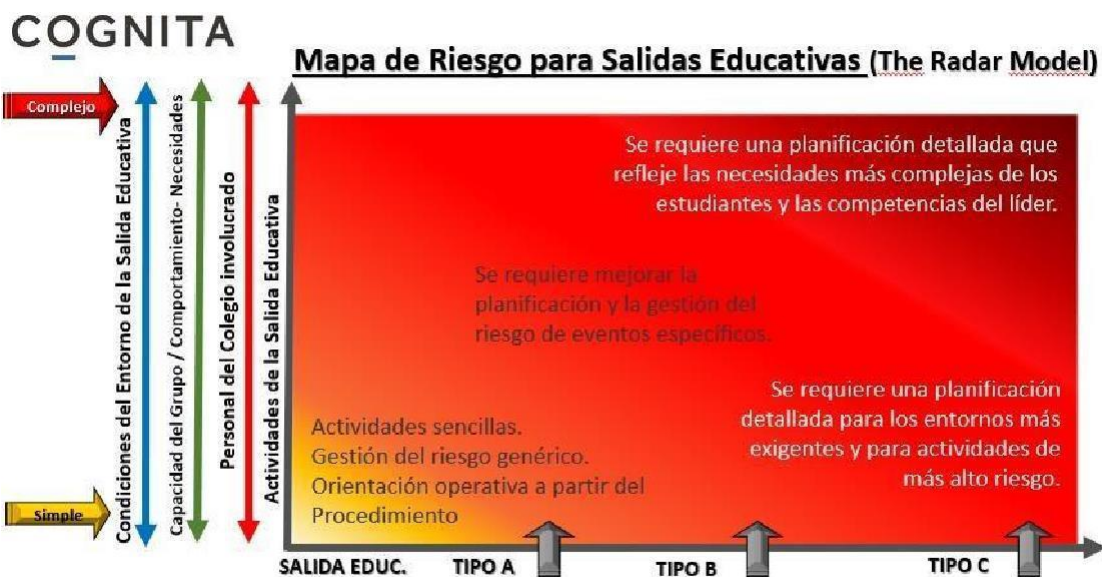 COGNITA
Mapa de Riesgo para Salidas Educativas (The Radar Model)
Complejo
Simple
Condiciones del Entorno de la Salida Educativa
Capacidad del Grupo / Comportamiento- Necesidades
Personal del Colegio involucrado
Actividades de la Salida Educativa
Se requiere una planificación detallada que
refleje las necesidades más complejas de los
estudiantes y las competencias del líder.
Se requiere mejorar la
planificación y la gestión del
riesgo de eventos específicos.
Se requiere una planificación
detallada para los entornos más
exigentes y para actividades de
más alto riesgo.
Actividades sencillas.
Gestión del riesgo genérico.
Orientación operativa a partir del
Procedimiento
SALIDA EDUC.
TIPO A
TIPO B
TIPO C